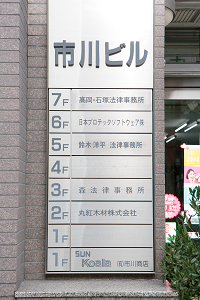 市川ビル
7F 高岡・石塚法律事務所
6F 日本プロテックソフトウェア㈱
5F 鈴木洋平 法律事務所
4F
3F 森法律事務所
2F 丸紅木材株式会社
1F
1F SUN Koala ㈲市川商店